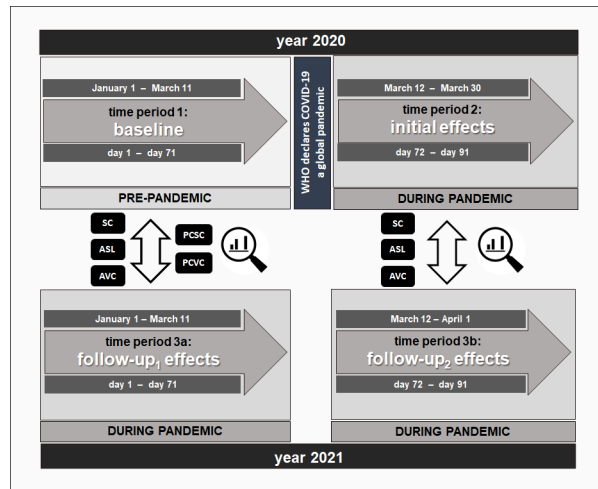 year 2020
January 1 – March 11
time period 1:
baseline
day 1 – day 71
PRE-PANDEMIC
WHO declares COVID-19
a global pandemic
March 12 – March 30
time period 2:
initial effects
day 72 – day 91
DURING PANDEMIC
SC
ASL
AVC
PCSC
PCVC
SC
ASL
AVC
January 1 – March 11
time period 3a:
follow-up₁ effects
day 1 – day 71
DURING PANDEMIC
March 12 – April 1
time period 3b:
follow-up₂ effects
day 72 – day 91
DURING PANDEMIC
year 2021